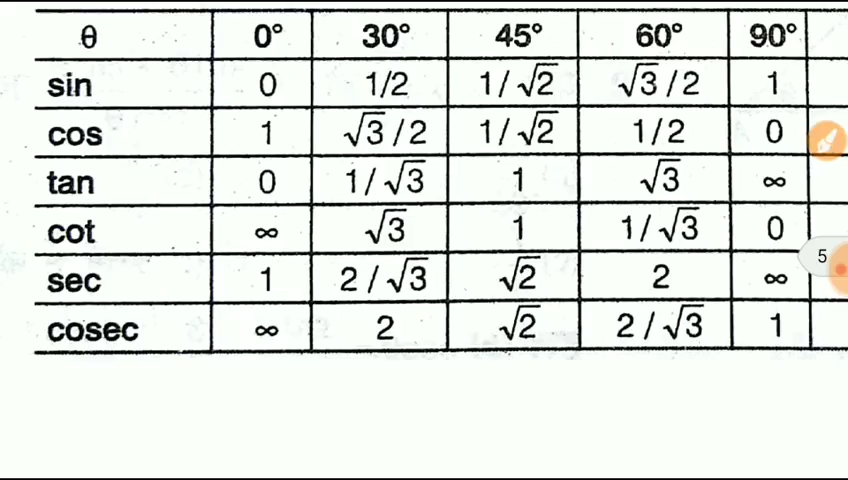 θ 0° 30° 45° 60° 90°
sin 0 1/2 1/√2 √3/2 1
cos 1 √3/2 1/√2 1/2 0
tan 0 1/√3 1 √3 ∞
cot ∞ √3 1 1/√3 0
sec 1 2/√3 √2 2 ∞
cosec ∞ 2 √2 2/√3 1
5